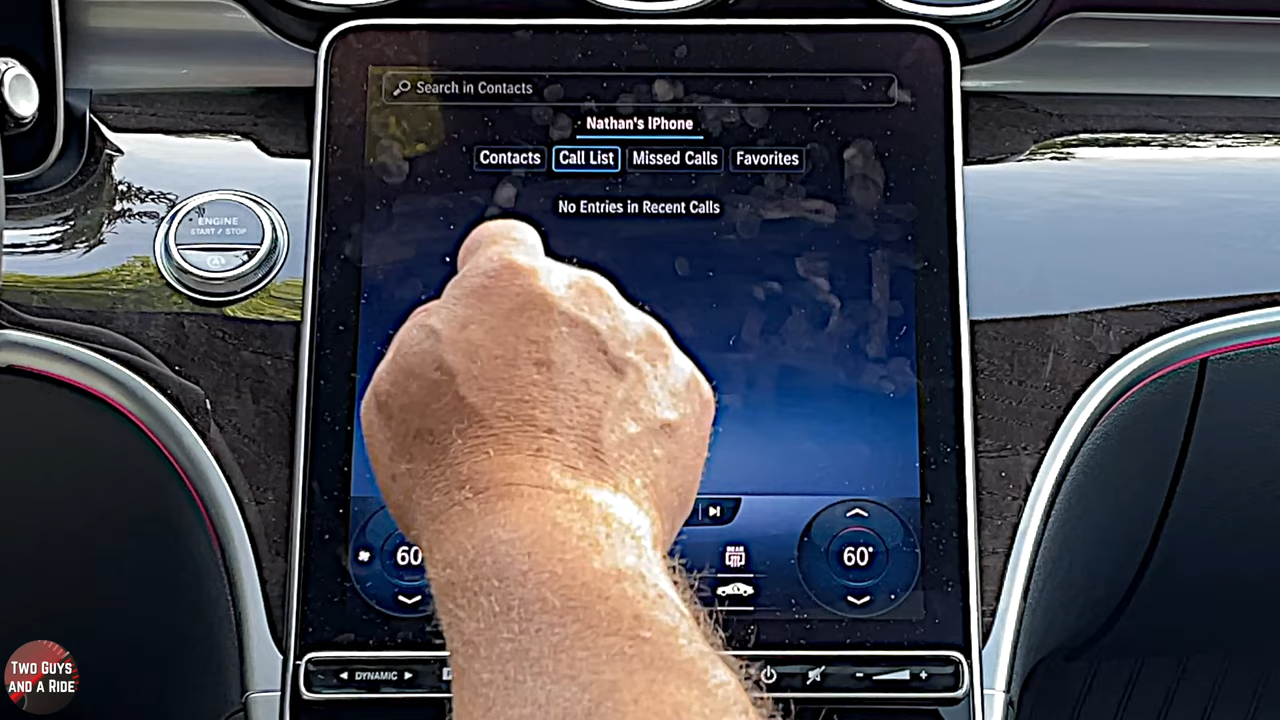 Search in Contacts
Nathan's IPhone
Contacts Call List Missed Calls Favorites
No Entries in Recent Calls
ENGINE
START / STOP
60 REAR 60°
DYNAMIC
TWO GUYS
AND A RIDE